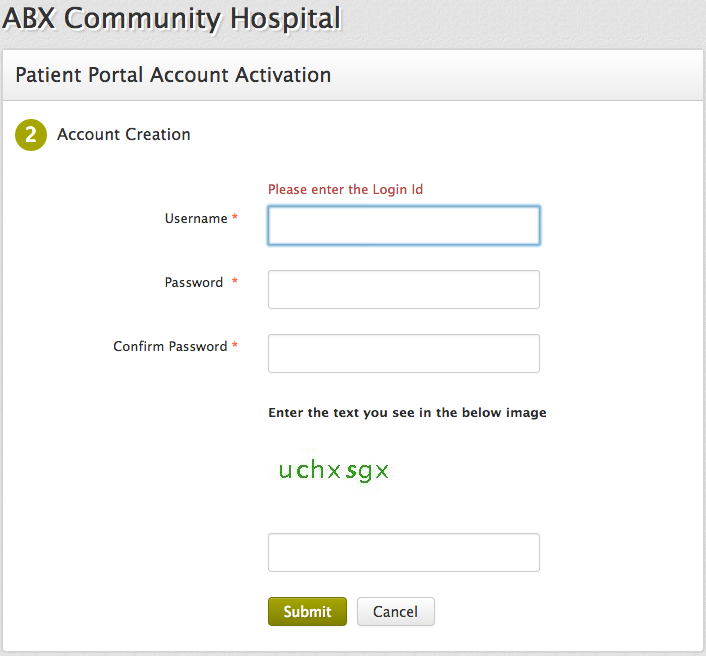 ABX Community Hospital
Patient Portal Account Activation
2 Account Creation
Please enter the Login Id
Username *
Password *
Confirm Password *
Enter the text you see in the below image
uchxsgx
Submit Cancel